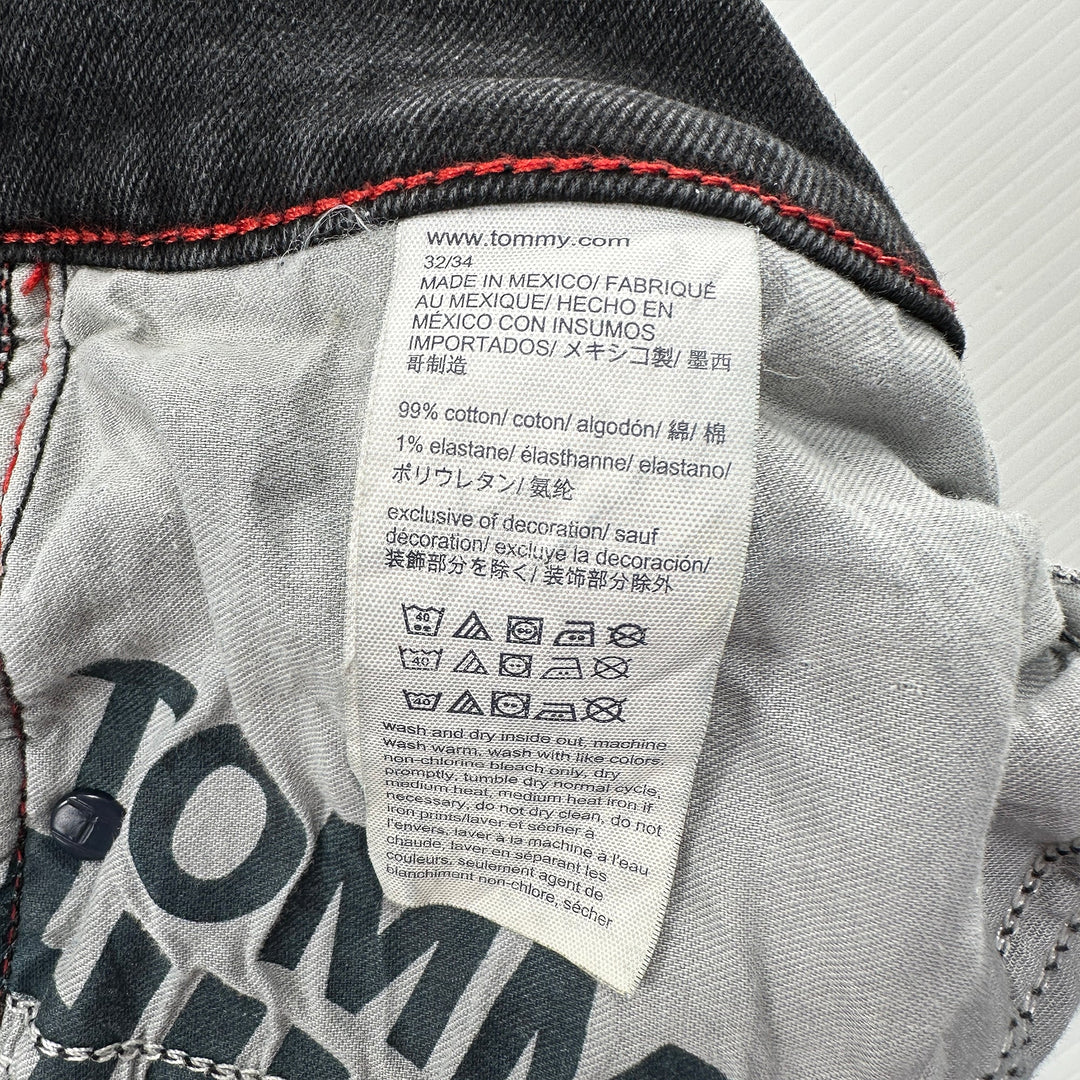 www.tommy.com
32/34
MADE IN MEXICO/ FABRIQUÉ
AU MEXIQUE/ HECHO EN
MÉXICO CON INSUMOS
IMPORTADOS/ メキシコ製/ 墨西
哥制造
99% cotton/ coton/ algodón/ 綿/ 棉
1% elastane/ élasthanne/ elastano/
ポリウレタン/ 氨纶
exclusive of decoration/ sauf
décoration/ excluye la decoración/
装飾部分を除く/ 装饰部分除外
40
40
40
wash and dry inside out, machine
wash warm, wash with like colors,
non-chlorine bleach only, dry
promptly, tumble dry normal cycle,
medium heat, medium heat iron if
necessary, do not dry clean, do not
iron prints/laver et sécher à
l'envers, laver à la machine à l'eau
chaude, laver en séparant les
couleurs, seulement agent de
blanchiment non-chlore, sécher
TOMM